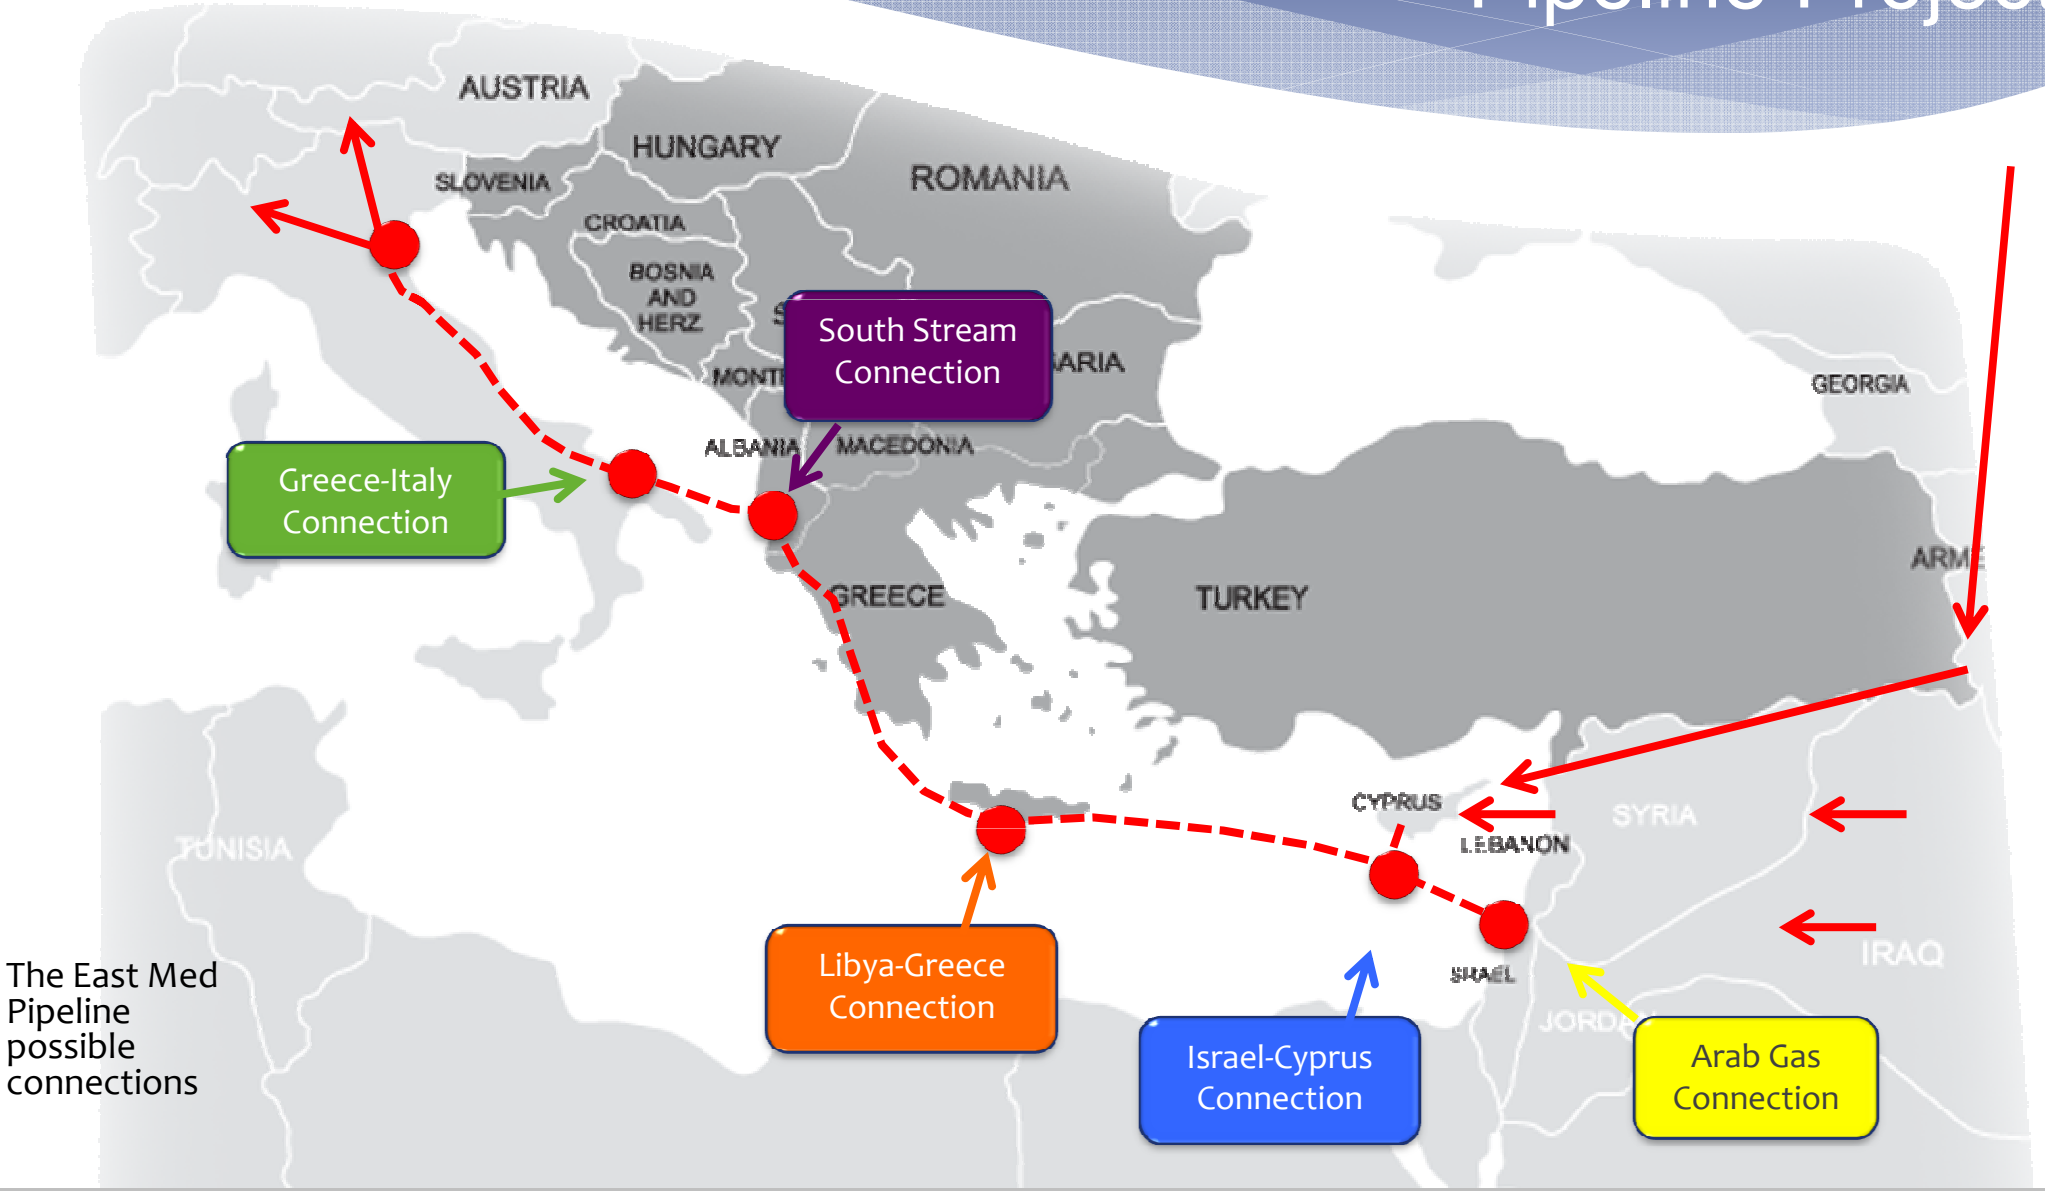 AUSTRIA
HUNGARY
ROMANIA
SLOVENIA
CROATIA
BOSNIA
AND
HERZ
South Stream
Connection
GEORGIA
ALBANIA
MACEDONIA
Greece-Italy
Connection
GREECE
TURKEY
CYPRUS
SYRIA
LEBANON
TUNISIA
IRAQ
Libya-Greece
Connection
The East Med
Pipeline
possible
connections
Israel-Cyprus
Connection
Arab Gas
Connection